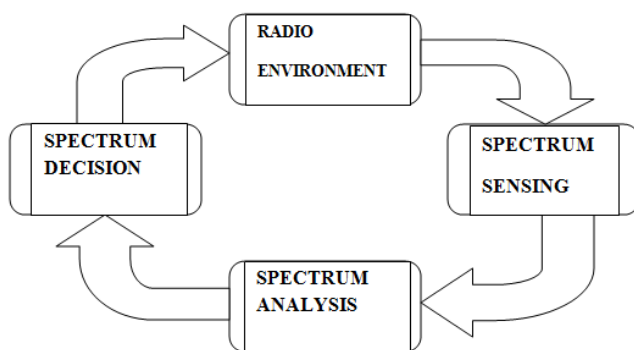 RADIO
ENVIRONMENT
SPECTRUM
SENSING
SPECTRUM
ANALYSIS
SPECTRUM
DECISION